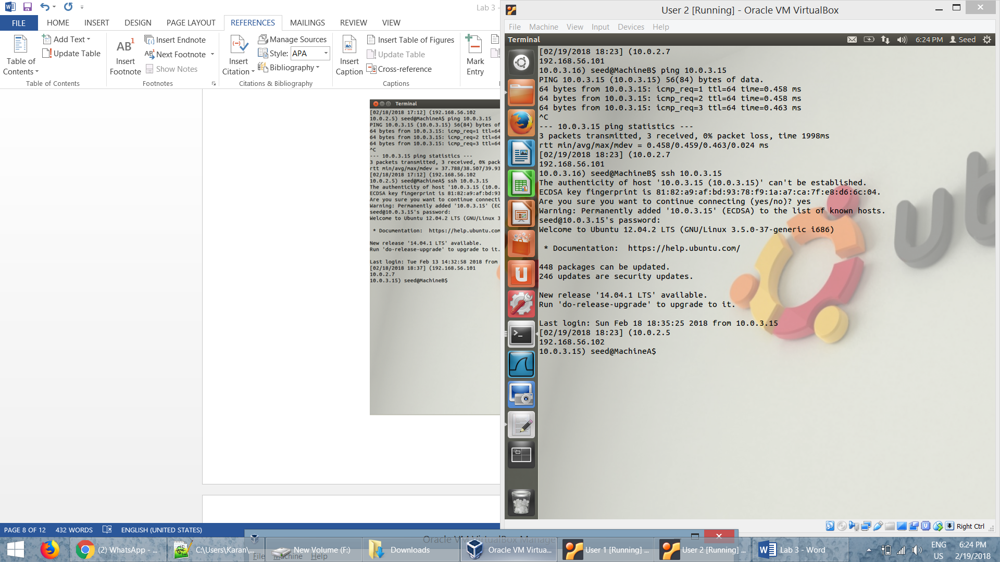 Lab 3 -
FILE HOME INSERT DESIGN PAGE LAYOUT REFERENCES MAILINGS REVIEW VIEW
Table of Contents
Add Text
Update Table
Table of Contents
AB1
Insert Footnote
Insert Endnote
Next Footnote
Show Notes
Footnotes
Insert Citation
Manage Sources
Style: APA
Bibliography
Citations & Bibliography
Insert Caption
Insert Table of Figures
Update Table
Cross-reference
Captions
Mark Entry
Terminal
[02/18/2018 17:12] (192.168.56.102
10.0.2.5) seed@MachineA$ ping 10.0.3.15
PING 10.0.3.15 (10.0.3.15) 56(84) bytes of
64 bytes from 10.0.3.15: icmp_req=1 ttl=64
64 bytes from 10.0.3.15: icmp_req=2 ttl=64
64 bytes from 10.0.3.15: icmp_req=3 ttl=64
^C
--- 10.0.3.15 ping statistics ---
3 packets transmitted, 3 received, 0% pack
rtt min/avg/max/mdev = 37.788/38.507/39.93
[02/18/2018 17:12] (192.168.56.102
10.0.2.5) seed@MachineA$ ssh 10.0.3.15
The authenticity of host '10.0.3.15 (10.0.
ECDSA key fingerprint is 81:82:a9:af:bd:93
Are you sure you want to continue connecti
Warning: Permanently added '10.0.3.15' (EC
seed@10.0.3.15's password:
Welcome to Ubuntu 12.04.2 LTS (GNU/Linux 3
* Documentation:  https://help.ubuntu.com
New release '14.04.1 LTS' available.
Run 'do-release-upgrade' to upgrade to it.
Last login: Tue Feb 13 14:32:58 2018 from
[02/18/2018 18:37] (192.168.56.101
10.0.2.7
10.0.3.15) seed@MachineB$
User 2 [Running] - Oracle VM VirtualBox
File Machine View Input Devices Help
Terminal 6:24 PM Seed
[02/19/2018 18:23] (10.0.2.7
192.168.56.101
10.0.3.16) seed@MachineB$ ping 10.0.3.15
PING 10.0.3.15 (10.0.3.15) 56(84) bytes of data.
64 bytes from 10.0.3.15: icmp_req=1 ttl=64 time=0.458 ms
64 bytes from 10.0.3.15: icmp_req=2 ttl=64 time=0.458 ms
64 bytes from 10.0.3.15: icmp_req=3 ttl=64 time=0.463 ms
^C
--- 10.0.3.15 ping statistics ---
3 packets transmitted, 3 received, 0% packet loss, time 1998ms
rtt min/avg/max/mdev = 0.458/0.459/0.463/0.024 ms
[02/19/2018 18:23] (10.0.2.7
192.168.56.101
10.0.3.16) seed@MachineB$ ssh 10.0.3.15
The authenticity of host '10.0.3.15 (10.0.3.15)' can't be established.
ECDSA key fingerprint is 81:82:a9:af:bd:93:78:f9:1a:a7:ca:7f:e8:d6:6c:04.
Are you sure you want to continue connecting (yes/no)? yes
Warning: Permanently added '10.0.3.15' (ECDSA) to the list of known hosts.
seed@10.0.3.15's password:
Welcome to Ubuntu 12.04.2 LTS (GNU/Linux 3.5.0-37-generic i686)
* Documentation:  https://help.ubuntu.com/
448 packages can be updated.
246 updates are security updates.
New release '14.04.1 LTS' available.
Run 'do-release-upgrade' to upgrade to it.
Last login: Sun Feb 18 18:35:25 2018 from 10.0.3.15
[02/19/2018 18:23] (10.0.2.5
192.168.56.102
10.0.3.15) seed@MachineA$
ub
Right Ctrl
PAGE 8 OF 12 432 WORDS ENGLISH (UNITED STATES)
Oracle VM VirtualBox Manager
File Machine Help
(2) WhatsApp - ... C:\Users\Karan\... New Volume (F:) Downloads Oracle VM Virtua... User 1 [Running] ... User 2 [Running] ... Lab 3 - Word
ENG US
6:24 PM
2/19/2018